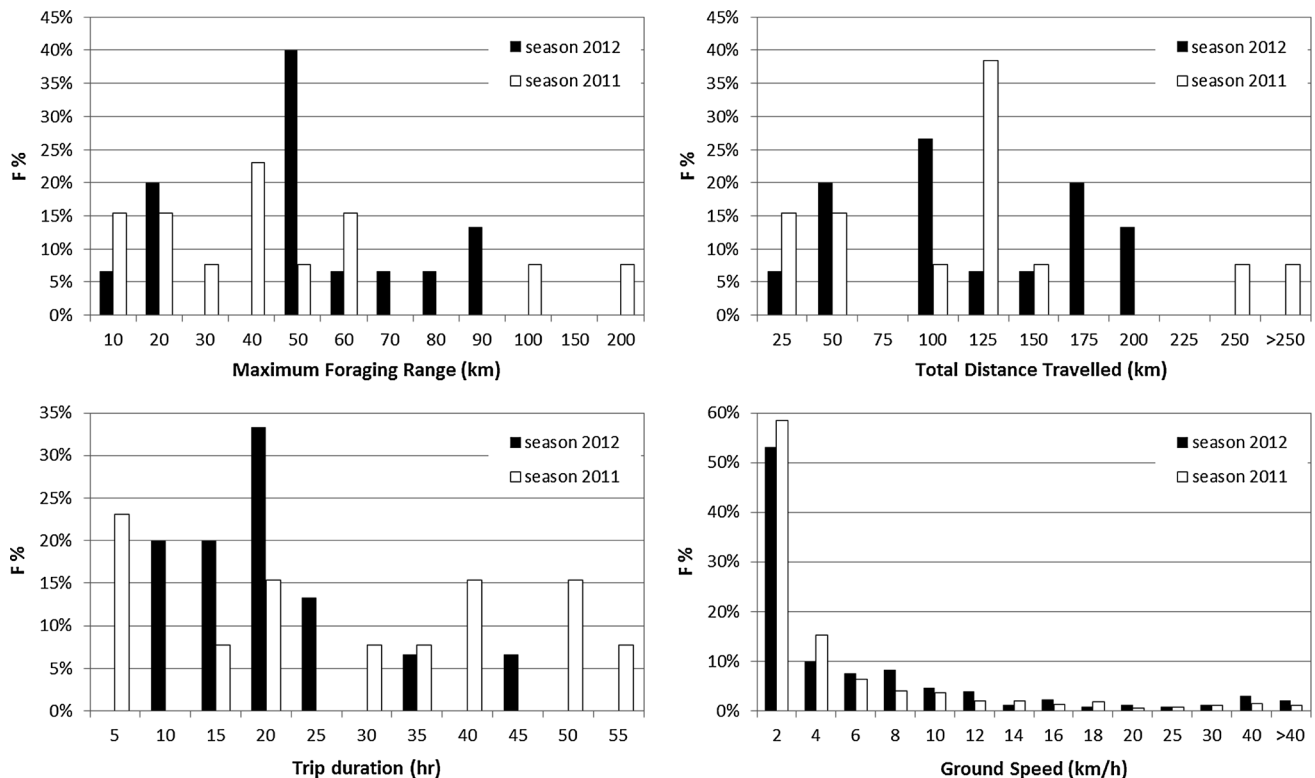 45%
40%
35%
30%
25%
20%
15%
10%
5%
0%
F %
season 2012
season 2011
10 20 30 40 50 60 70 80 90 100 150 200
Maximum Foraging Range (km)
45%
40%
35%
30%
25%
20%
15%
10%
5%
0%
F %
season 2012
season 2011
25 50 75 100 125 150 175 200 225 250 >250
Total Distance Travelled (km)
35%
30%
25%
20%
15%
10%
5%
0%
F %
season 2012
season 2011
5 10 15 20 25 30 35 40 45 50 55
Trip duration (hr)
60%
50%
40%
30%
20%
10%
0%
F %
season 2012
season 2011
2 4 6 8 10 12 14 16 18 20 25 30 40 >40
Ground Speed (km/h)